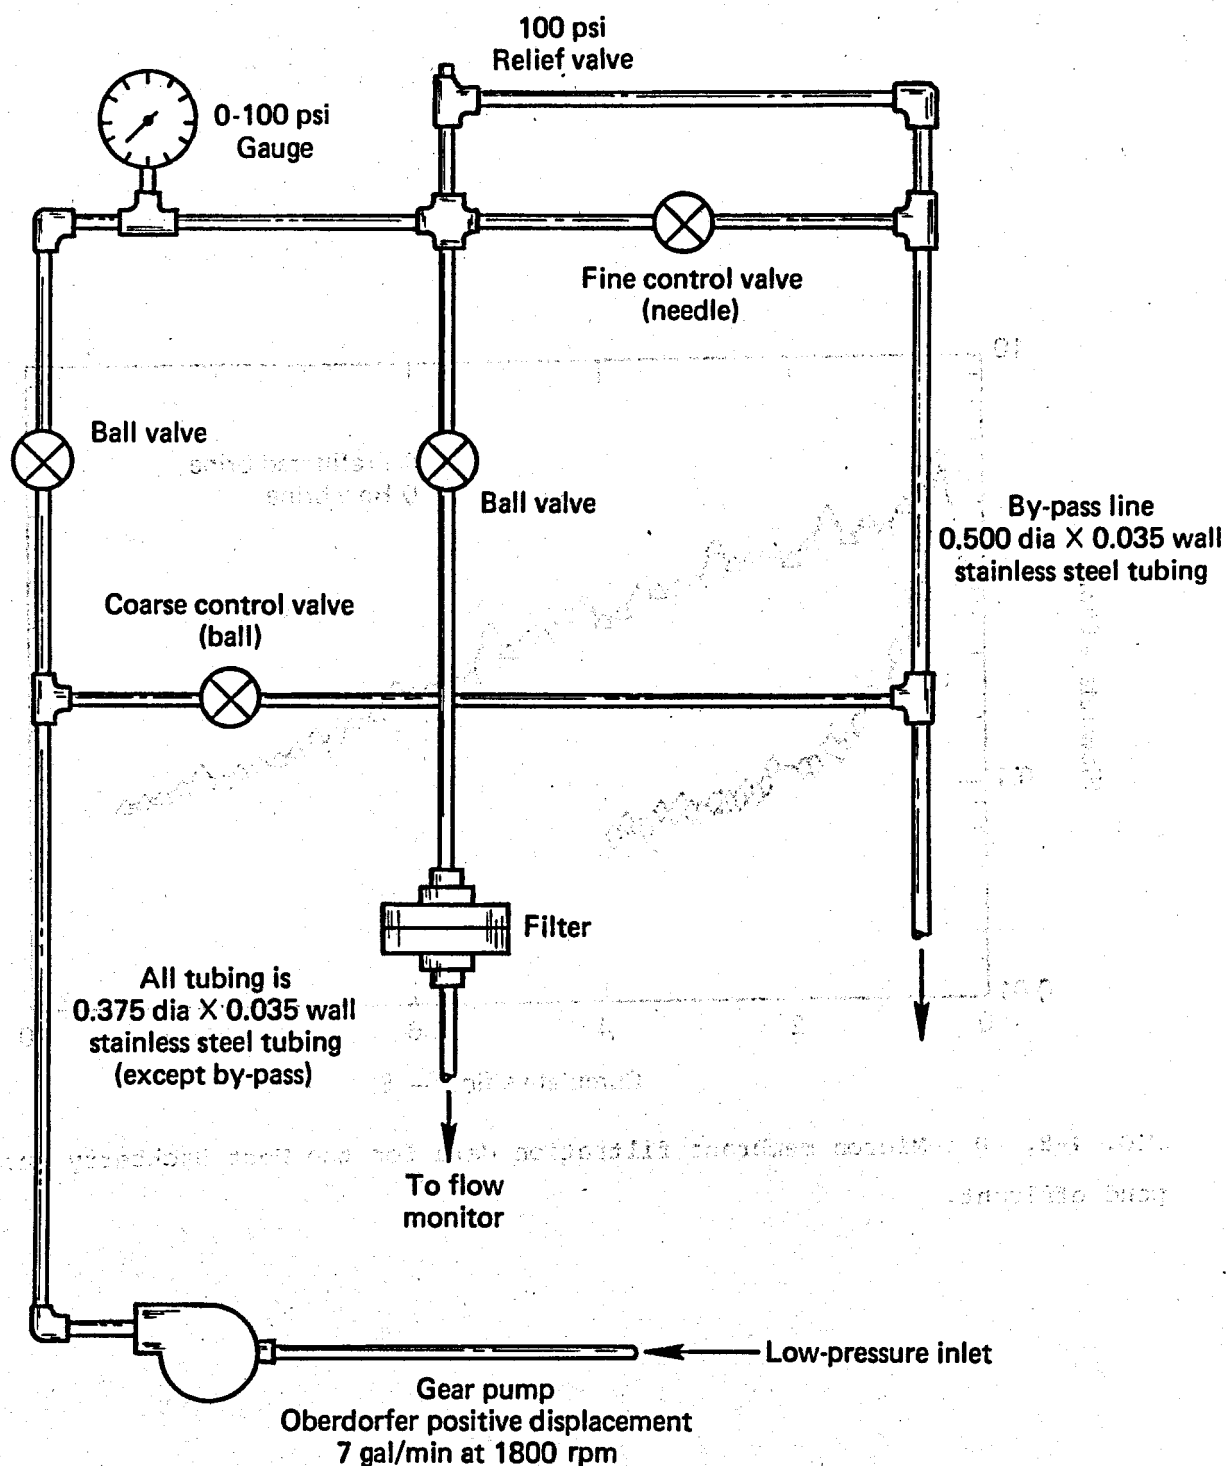 100 psi
Relief valve
0-100 psi
Gauge
Fine control valve
(needle)
Ball valve
Ball valve
By-pass line
0.500 dia X 0.035 wall
stainless steel tubing
Coarse control valve
(ball)
Filter
All tubing is
0.375 dia X 0.035 wall
stainless steel tubing
(except by-pass)
To flow
monitor
Low-pressure inlet
Gear pump
Oberdorfer positive displacement
7 gal/min at 1800 rpm